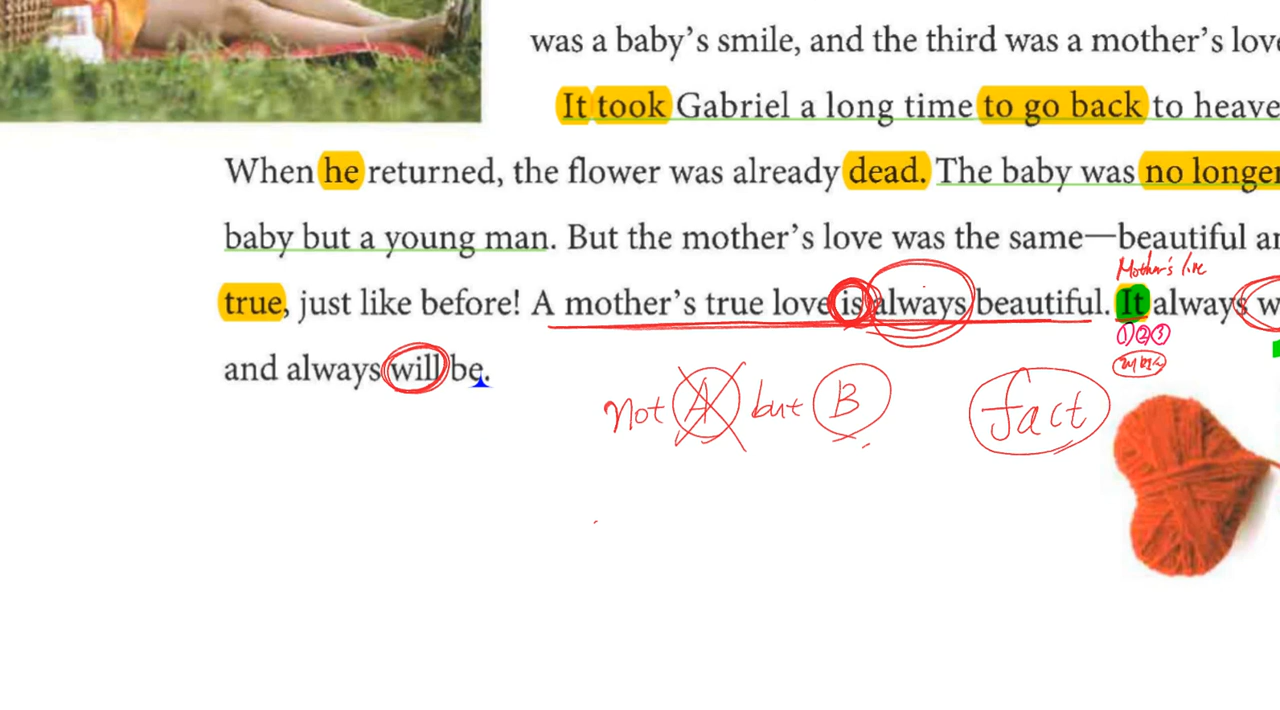 was a baby's smile, and the third was a mother's love
It took Gabriel a long time to go back to heave
When he returned, the flower was already dead. The baby was no longer
baby but a young man. But the mother's love was the same—beautiful an
Mother's love
true, just like before! A mother's true love is always beautiful. It always w
①②③
and always will be.
not A but B
fact